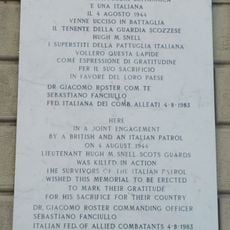 E UNA ITALIANA
IL 4 AGOSTO 1944
VENNE UCCISO IN BATTAGLIA
IL TENENTE DELLA GUARDIA SCOZZESE
HUGH M. SNELL
I SUPERSTITI DELLA PATTUGLIA ITALIANA
VOLLERO QUESTA LAPIDE
COME ESPRESSIONE DI GRATITUDINE
PER IL SUO SACRIFICIO
IN FAVORE DEL LORO PAESE
DR GIACOMO ROSTER COM. TE
SEBASTIANO FANCIULLO
FED. ITALIANA DEI COMB. ALLEATI 4-8-1983
HERE
IN A JOINT ENGAGEMENT
BY A BRITISH AND AN ITALIAN PATROL
ON 4 AUGUST 1944
LIEUTENANT HUGH M. SNELL SCOTS GUARDS
WAS KILLED IN ACTION
THE SURVIVORS OF THE ITALIAN PATROL
WISHED THIS MEMORIAL TO BE ERECTED
TO MARK THEIR GRATITUDE
FOR HIS SACRIFICE FOR THEIR COUNTRY
DR GIACOMO ROSTER COMMANDING OFFICER
SEBASTIANO FANCIULLO
ITALIAN FED. OF ALLIED COMBATANTS 4-8-1983